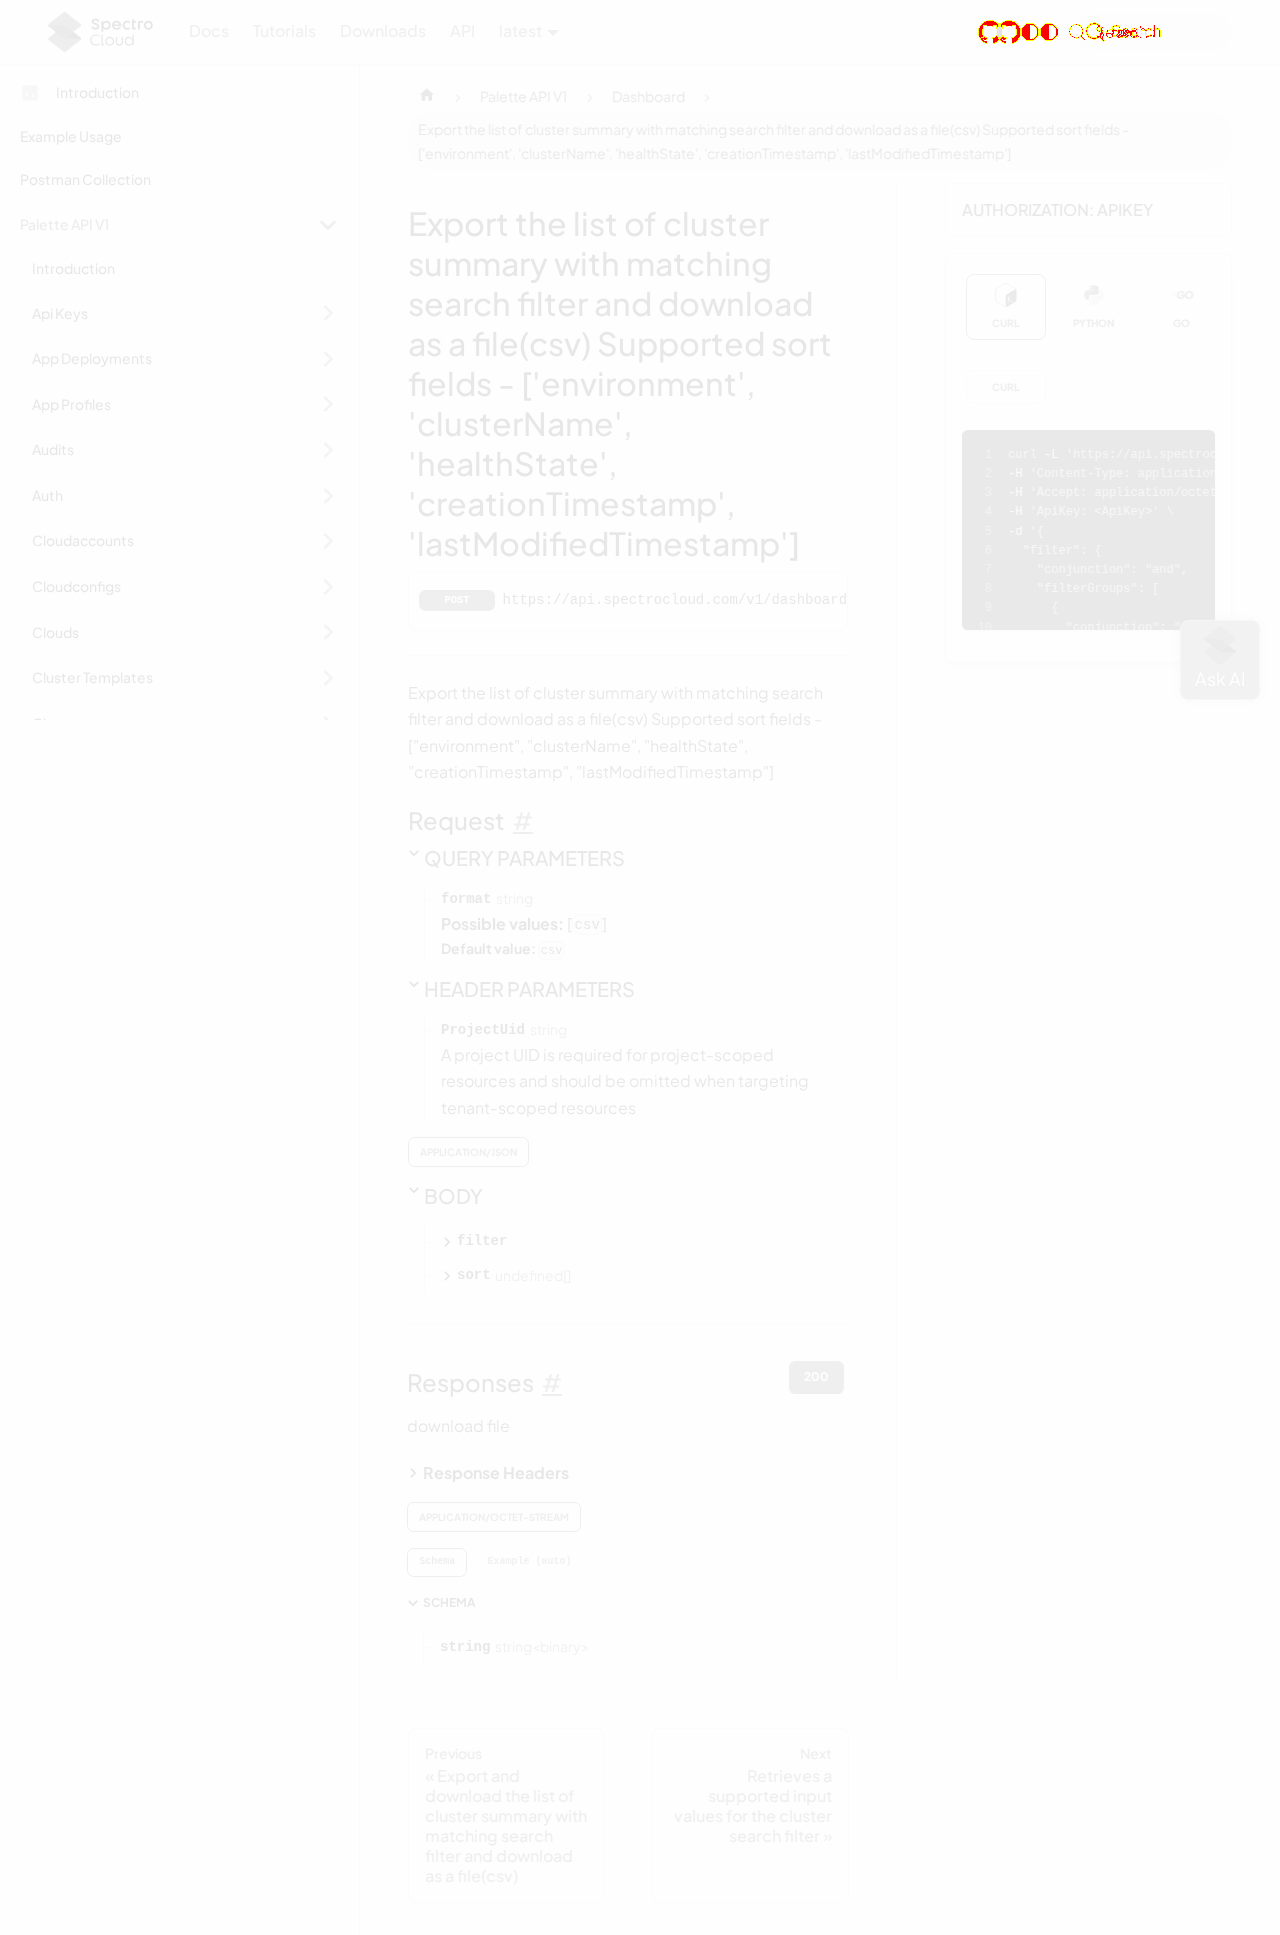 Spectro Cloud
Docs Tutorials Downloads API latest
Search
Introduction
Example Usage
Postman Collection
Palette API V1
Introduction
Api Keys
App Deployments
App Profiles
Audits
Auth
Cloudaccounts
Cloudconfigs
Clouds
Cluster Templates
Palette API V1 Dashboard
Export the list of cluster summary with matching search filter and download as a file(csv) Supported sort fields -
['environment', 'clusterName', 'healthState', 'creationTimestamp', 'lastModifiedTimestamp']
Export the list of cluster
summary with matching
search filter and download
as a file(csv) Supported sort
fields - ['environment',
'clusterName',
'healthState',
'creationTimestamp',
'lastModifiedTimestamp']
POST https://api.spectrocloud.com/v1/dashboard
Export the list of cluster summary with matching search
filter and download as a file(csv) Supported sort fields -
["environment", "clusterName", "healthState",
"creationTimestamp", "lastModifiedTimestamp"]
Request #
QUERY PARAMETERS
format string
Possible values: [csv]
Default value: csv
HEADER PARAMETERS
ProjectUid string
A project UID is required for project-scoped
resources and should be omitted when targeting
tenant-scoped resources
APPLICATION/JSON
BODY
filter
sort undefined[]
Responses #
200
download file
Response Headers
APPLICATION/OCTET-STREAM
Schema Example (auto)
SCHEMA
string string<binary>
AUTHORIZATION: APIKEY
CURL PYTHON GO
GO
CURL
1 curl -L 'https://api.spectroc
2 -H 'Content-Type: application
3 -H 'Accept: application/octet
4 -H 'ApiKey: <ApiKey>' \
5 -d '{
6 "filter": {
7 "conjunction": "and",
8 "filterGroups": [
9 {
10 "conjunction": "
Ask AI
Previous
« Export and
download the list of
cluster summary with
matching search
filter and download
as a file(csv)
Next
Retrieves a
supported input
values for the cluster
search filter »